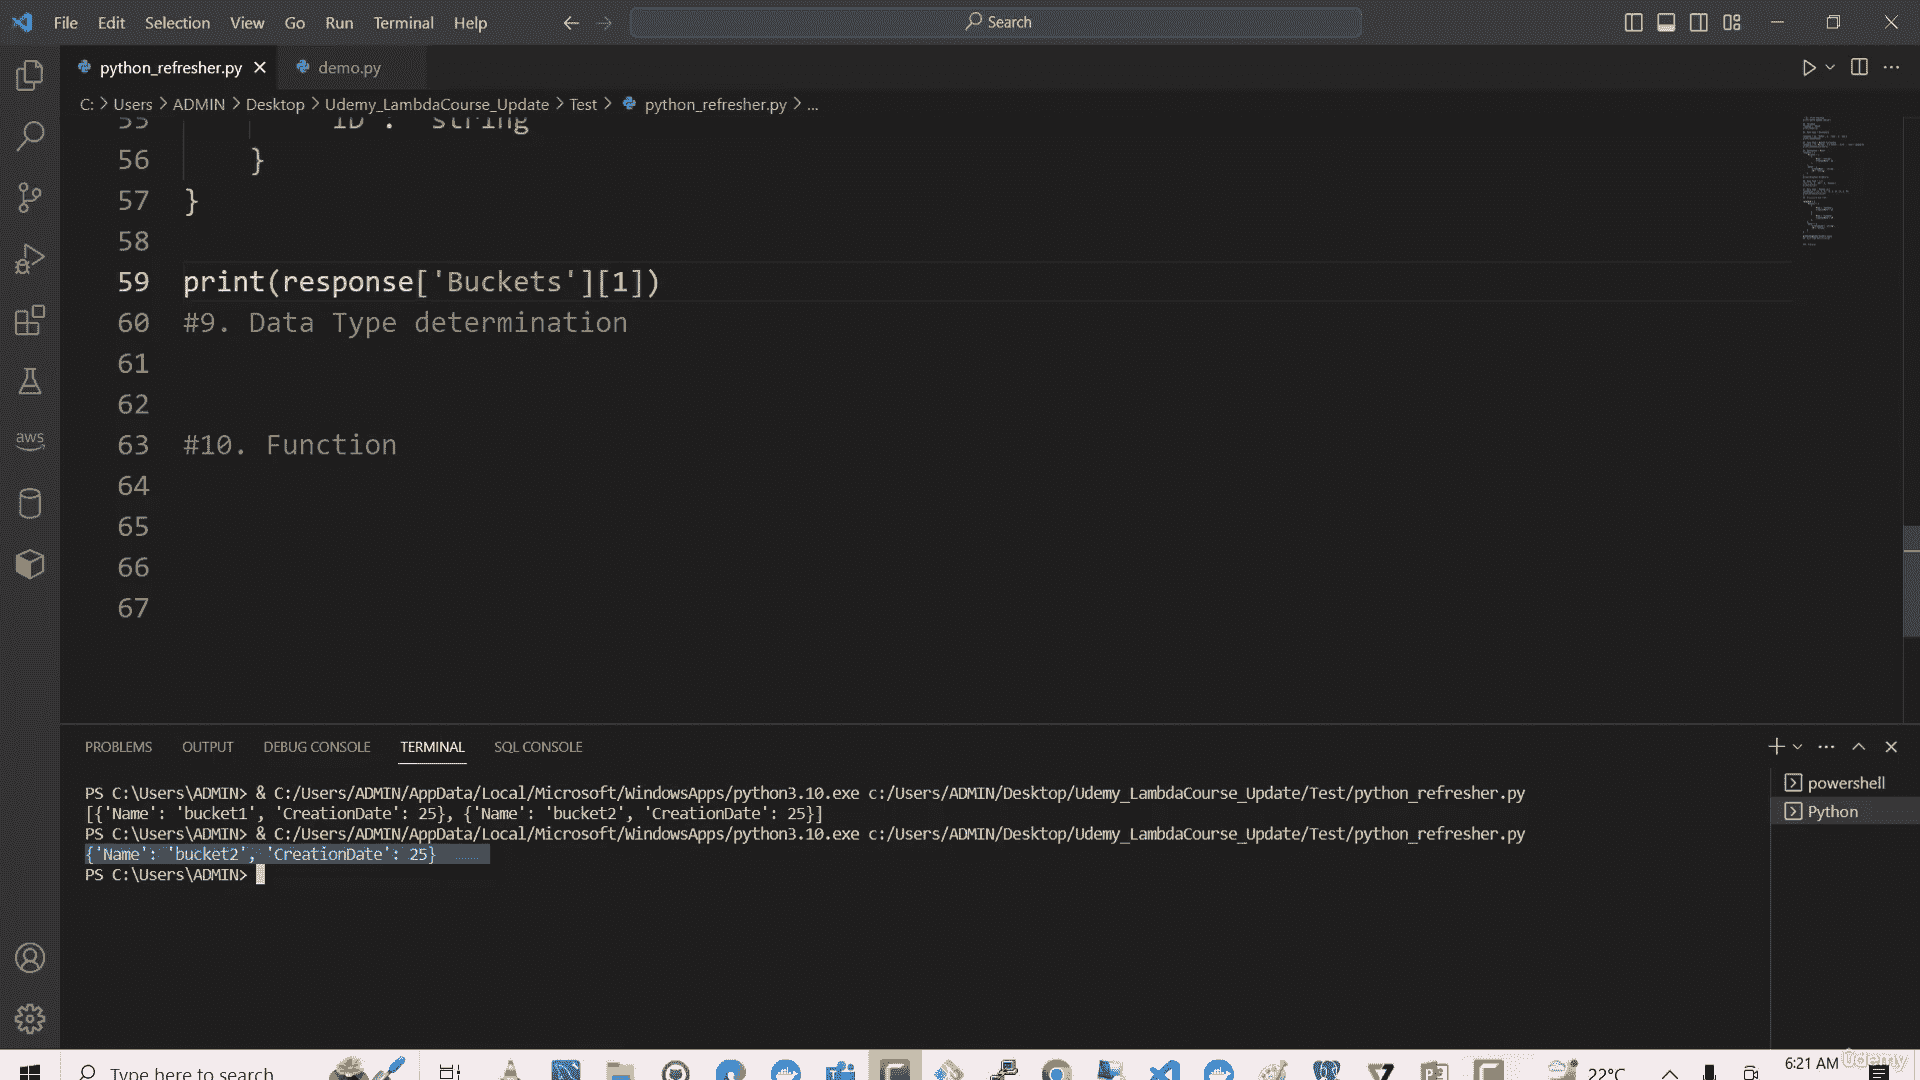 File Edit Selection View Go Run Terminal Help
Search
python_refresher.py
demo.py
C: > Users > ADMIN > Desktop > Udemy_LambdaCourse_Update > Test > python_refresher.py > ...
55 'ID': 'string'
56 }
57 }
58
59 print(response['Buckets'][1])
60 #9. Data Type determination
61
62
63 #10. Function
64
65
66
67
aws
PROBLEMS OUTPUT DEBUG CONSOLE TERMINAL SQL CONSOLE
PS C:\Users\ADMIN> & C:/Users/ADMIN/AppData/Local/Microsoft/WindowsApps/python3.10.exe c:/Users/ADMIN/Desktop/Udemy_LambdaCourse_Update/Test/python_refresher.py
[{'Name': 'bucket1', 'CreationDate': 25}, {'Name': 'bucket2', 'CreationDate': 25}]
PS C:\Users\ADMIN> & C:/Users/ADMIN/AppData/Local/Microsoft/WindowsApps/python3.10.exe c:/Users/ADMIN/Desktop/Udemy_LambdaCourse_Update/Test/python_refresher.py
{'Name': 'bucket2', 'CreationDate': 25}
PS C:\Users\ADMIN>
powershell
Python
Type here to search
22°C
6:21 AM
Udemy